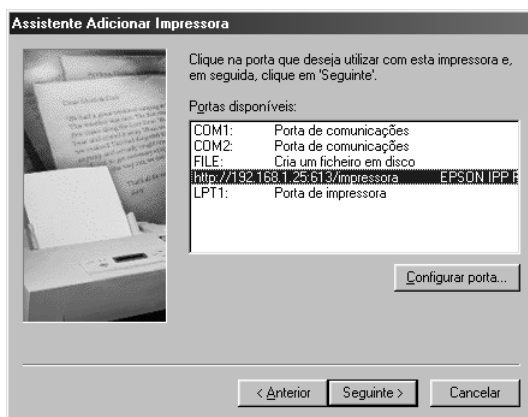 Assistente Adicionar Impressora
Clique na porta que deseja utilizar com esta impressora e,
em seguida, clique em 'Seguinte'.
Portas disponíveis:
COM1: Porta de comunicações
COM2: Porta de comunicações
FILE: Cria um ficheiro em disco
http://192.168.1.25:613/impressora EPSON IPP P
LPT1: Porta de impressora
Configurar porta...
< Anterior Seguinte > Cancelar